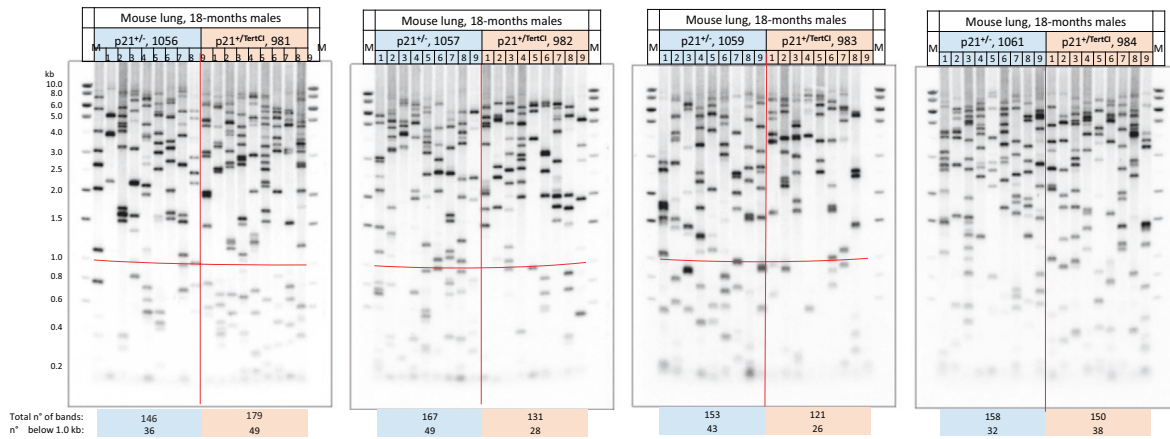 Mouse lung, 18-months males
p21+/-, 1056 p21+/TertCI, 981
M 1 2 3 4 5 6 7 8 9 1 2 3 4 5 6 7 8 9 M
kb
10.0
8.0
6.0
5.0
4.0
3.0
2.5
2.0
1.5
1.0
0.8
0.6
0.4
0.2
Mouse lung, 18-months males
p21+/-, 1057 p21+/TertCI, 982
M 1 2 3 4 5 6 7 8 9 1 2 3 4 5 6 7 8 9 M
Mouse lung, 18-months males
p21+/-, 1059 p21+/TertCI, 983
M 1 2 3 4 5 6 7 8 9 1 2 3 4 5 6 7 8 9 M
Mouse lung, 18-months males
p21+/-, 1061 p21+/TertCI, 984
M 1 2 3 4 5 6 7 8 9 1 2 3 4 5 6 7 8 9 M
Total n° of bands: 146 179 167 131 153 121 158 150
n° below 1.0 kb: 36 49 49 28 43 26 32 38